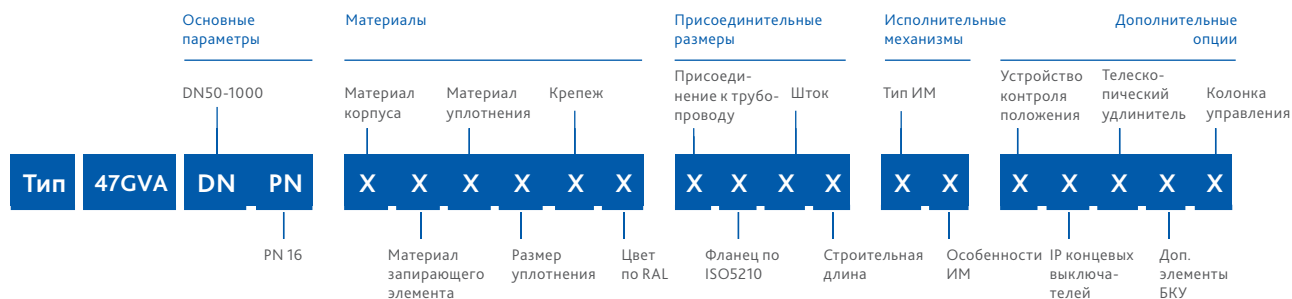 Основные
параметры
Материалы
Присоединительные
размеры
Исполнительные
механизмы
Дополнительные
опции
DN50-1000
Материал
корпуса
Материал
уплотнения
Крепеж
Присоеди-
нение к трубо-
проводу
Шток
Тип ИМ
Устройство
контроля
положения
Телеско-
пический
удлинитель
Колонка
управления
Тип 47GVA DN PN X X X X X X X X X X X X X X X X X
PN 16
Материал
запирающего
элемента
Размер
уплотнения
Цвет
по RAL
Фланец по
ISO5210
Строительная
длина
Особенности
ИМ
IP концевых
выключа-
телей
Доп.
элементы
БКУ